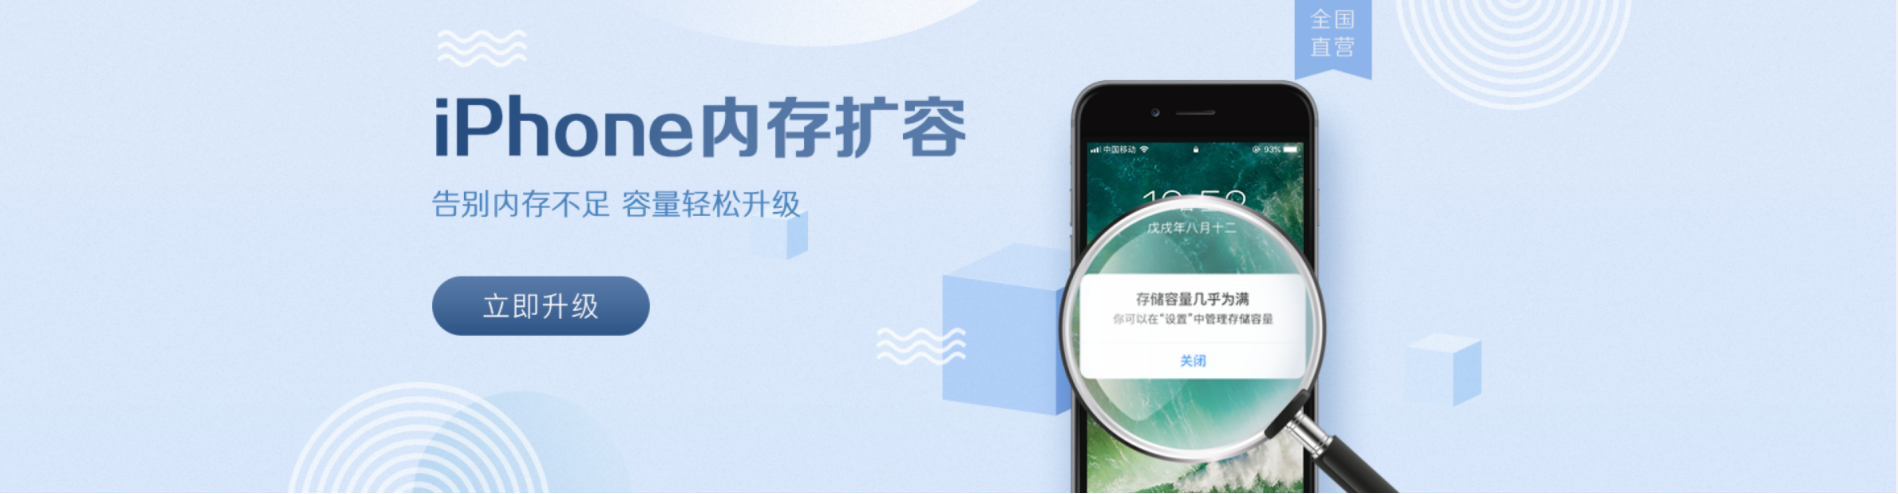 全国
直营
iPhone内存扩容
告别内存不足 容量轻松升级
立即升级
中国移动
93%
戊戌年八月十二
存储容量几乎为满
你可以在“设置”中管理存储容量
关闭